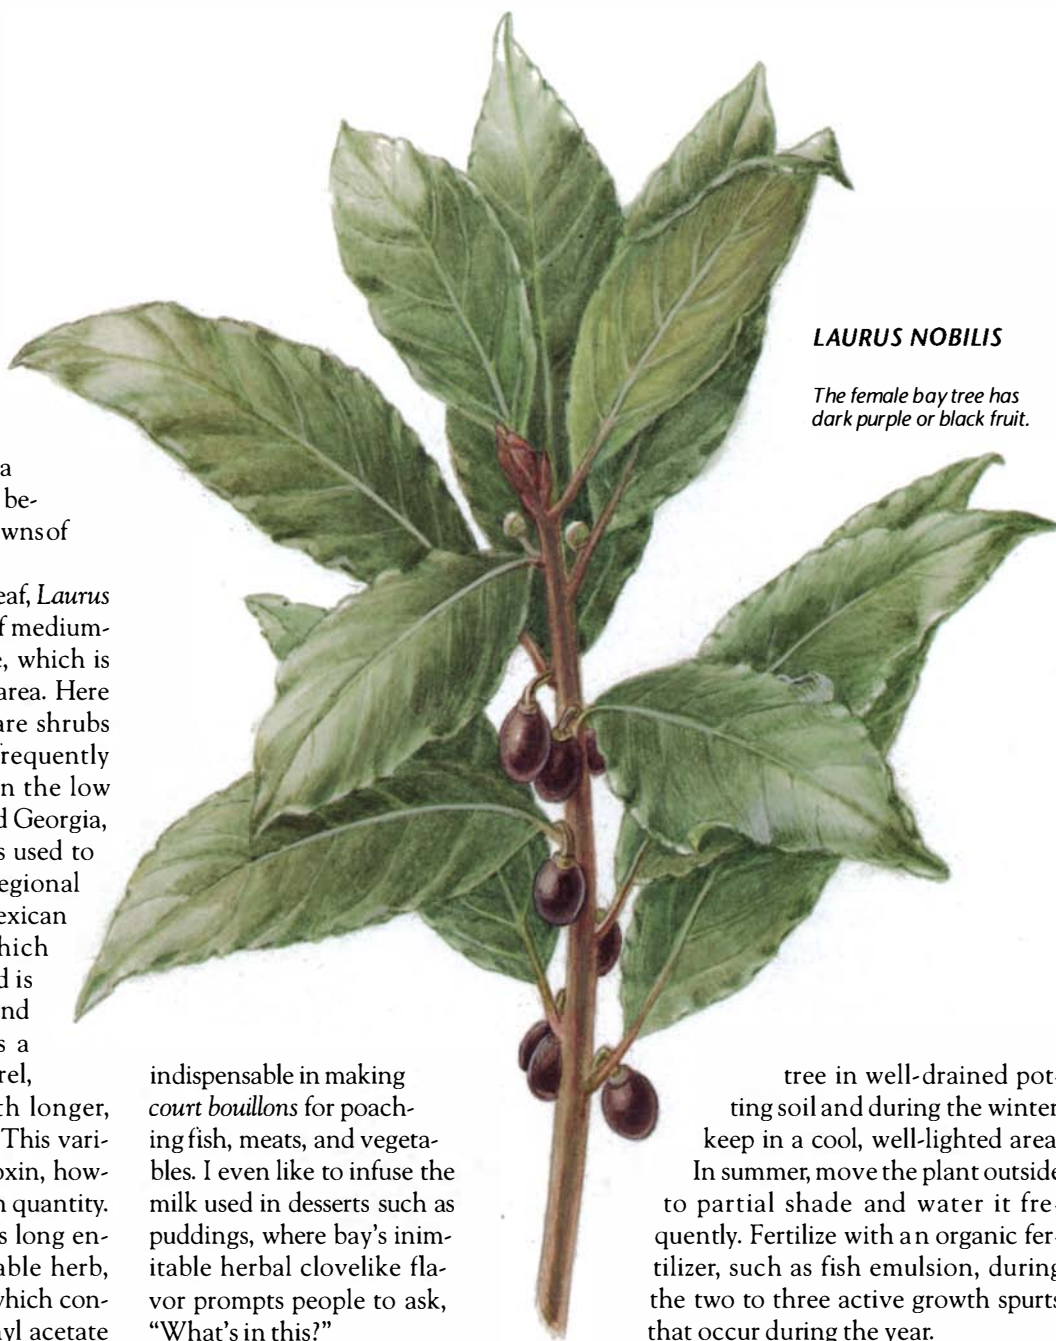 LAURUS NOBILIS
The female bay tree has
dark purple or black fruit.
a
be-
wns of
eaf, Laurus
f medium-
e, which is
area. Here
are shrubs
frequently
n the low
d Georgia,
s used to
egional
exican
hich
d is
nd
s a
rel,
th longer,
This vari-
oxin, how-
n quantity.
s long en-
able herb,
which con-
yl acetate
indispensable in making
court bouillons for poach-
ing fish, meats, and vegeta-
bles. I even like to infuse the
milk used in desserts such as
puddings, where bay's inim-
itable herbal clovelike fla-
vor prompts people to ask,
"What's in this?"
tree in well-drained pot-
ting soil and during the winter
keep in a cool, well-lighted area
In summer, move the plant outside
to partial shade and water it fre-
quently. Fertilize with an organic fer-
tilizer, such as fish emulsion, during
the two to three active growth spurts
that occur during the year.